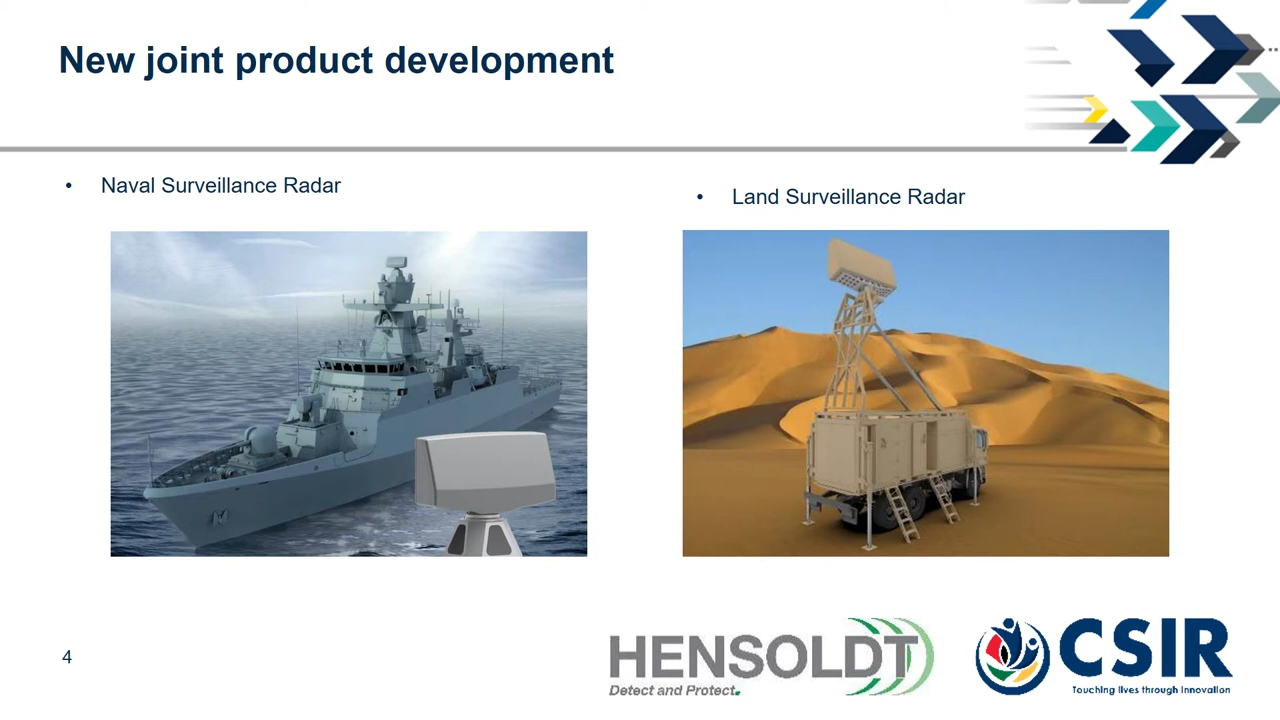 New joint product development
• Naval Surveillance Radar
• Land Surveillance Radar
4
HENSOLDT
Detect and Protect.
CSIR
Touching lives through innovation